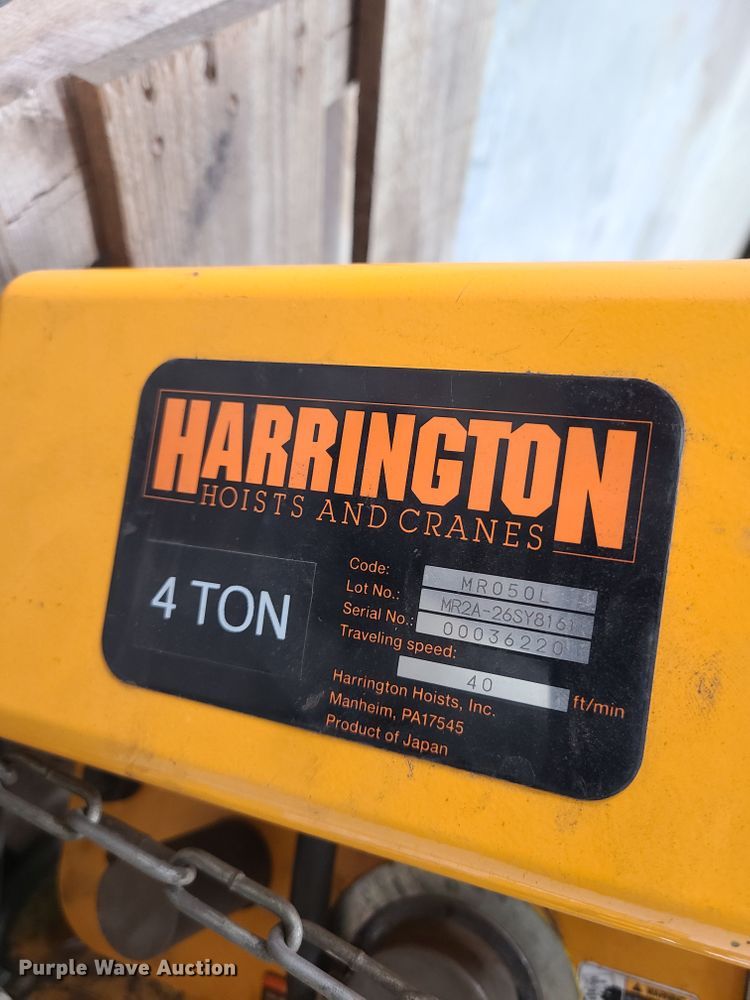 HARRINGTON
HOISTS AND CRANES
4 TON
Code: MR050L
Lot No.: MR2A-26SY8161
Serial No.: 00036220
Traveling speed:
40 ft/min
Harrington Hoists, Inc.
Manheim, PA17545
Product of Japan
Purple Wave Auction